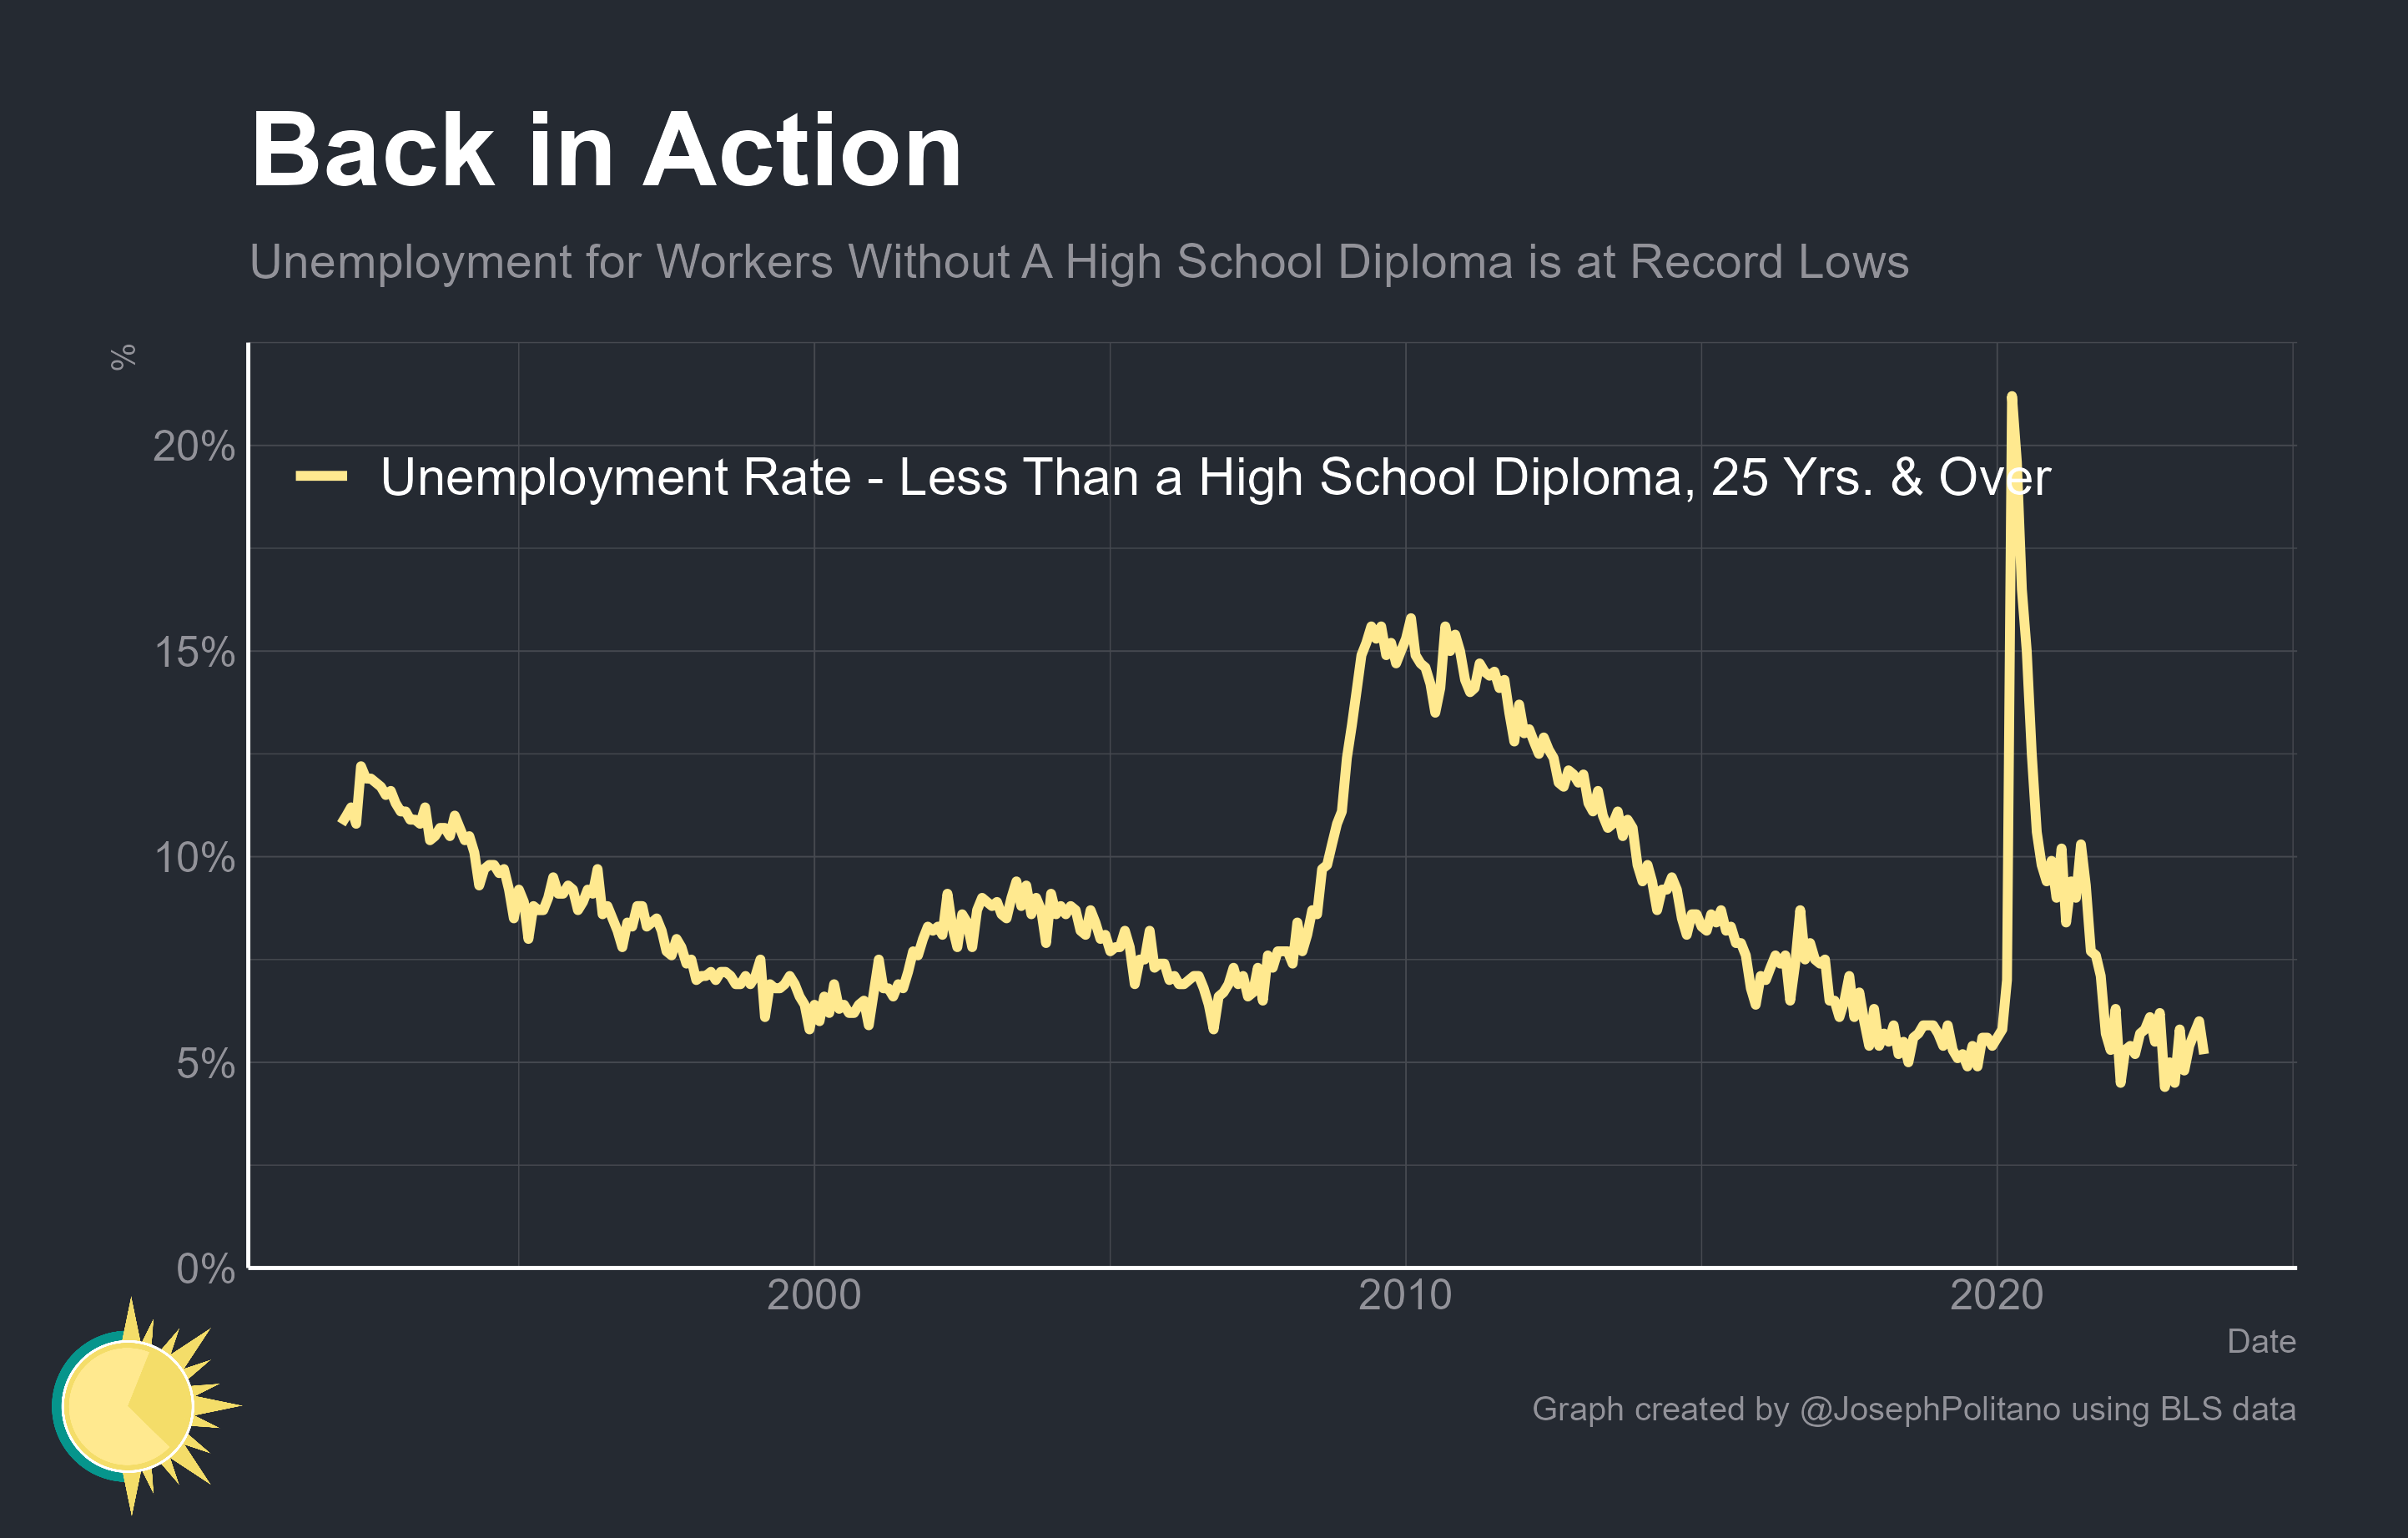 Back in Action
Unemployment for Workers Without A High School Diploma is at Record Lows
%
20%
Unemployment Rate - Less Than a High School Diploma, 25 Yrs. & Over
15%
10%
5%
0%
2000 2010 2020
Date
Graph created by @JosephPolitano using BLS data